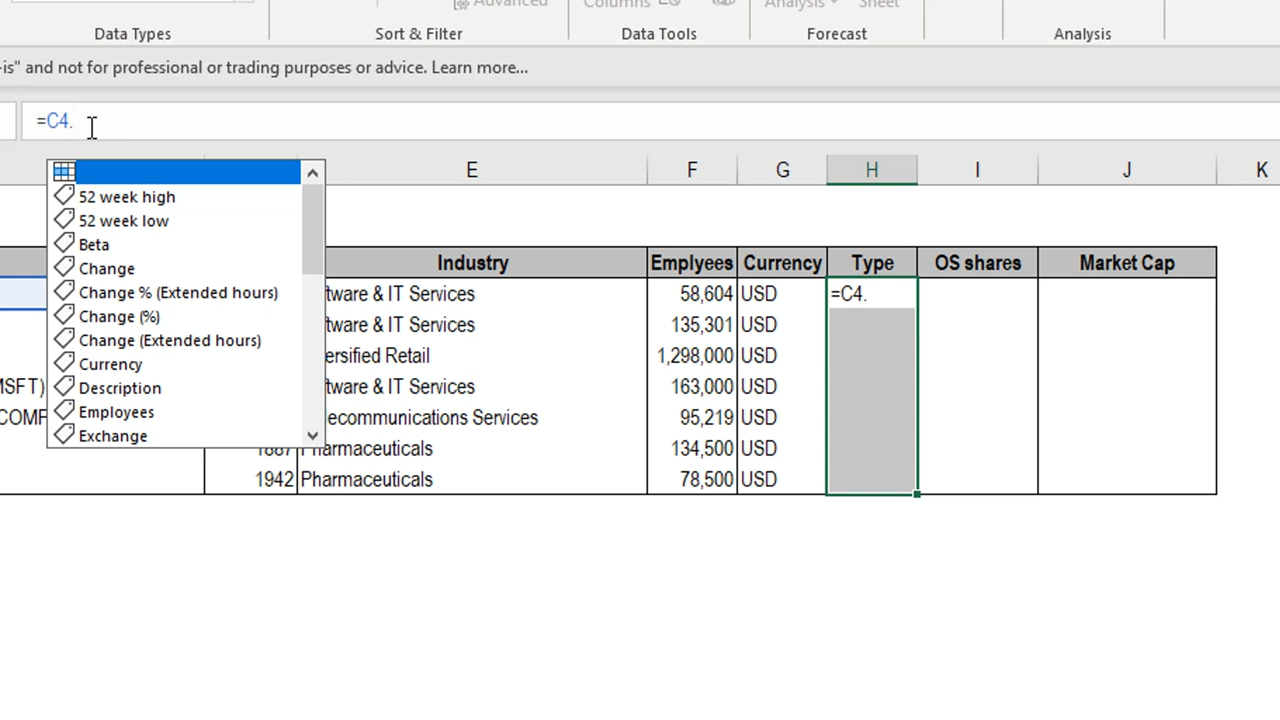 Advanced
Columns
Analysis
Sheet
Data Types
Sort & Filter
Data Tools
Forecast
Analysis
-is" and not for professional or trading purposes or advice. Learn more...
=C4.
E F G H I J K
52 week high
52 week low
Beta
Change
Change % (Extended hours)
Change (%)
Change (Extended hours)
Currency
Description
Employees
Exchange
Industry Emplyees Currency Type OS shares Market Cap
tware & IT Services 58,604 USD =C4.
tware & IT Services 135,301 USD
ersified Retail 1,298,000 USD
MSFT) tware & IT Services 163,000 USD
COMP ecommunications Services 95,219 USD
1887 Pharmaceuticals 134,500 USD
1942 Pharmaceuticals 78,500 USD